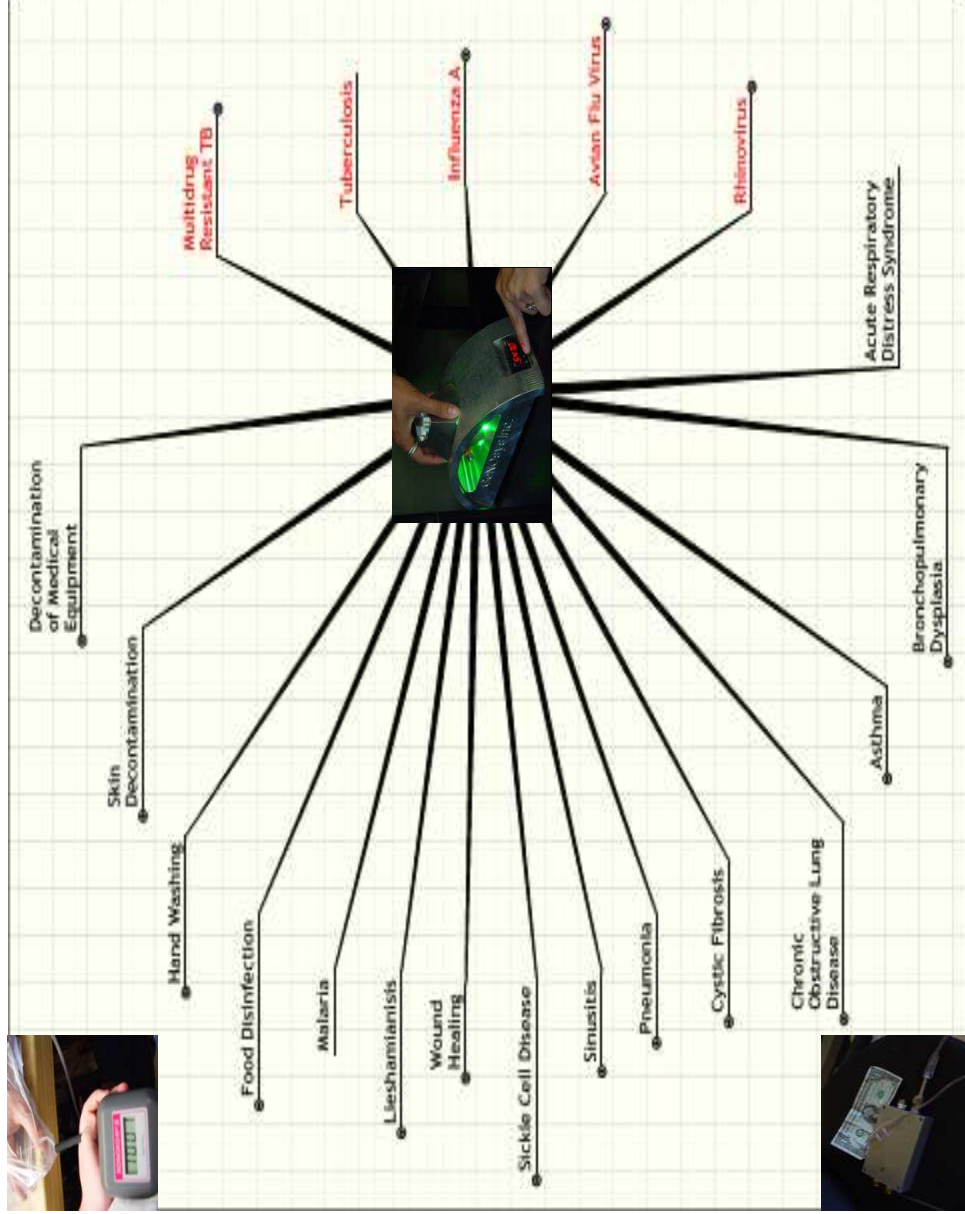 Multidrug
Resistant TB
Tuberculosis
Influenza A
Avian Flu Virus
Rhinovirus
Acute Respiratory
Distress Syndrome
Bronchopulmonary
Dysplasia
Asthma
Chronic
Obstructive Lung
Disease
Cystic Fibrosis
Pneumonia
Sinusitis
Sickle Cell Disease
Wound
Healing
Lieshamianisis
Malaria
Food Disinfection
Hand Washing
Skin
Decontamination
Decontamination
of Medical
Equipment